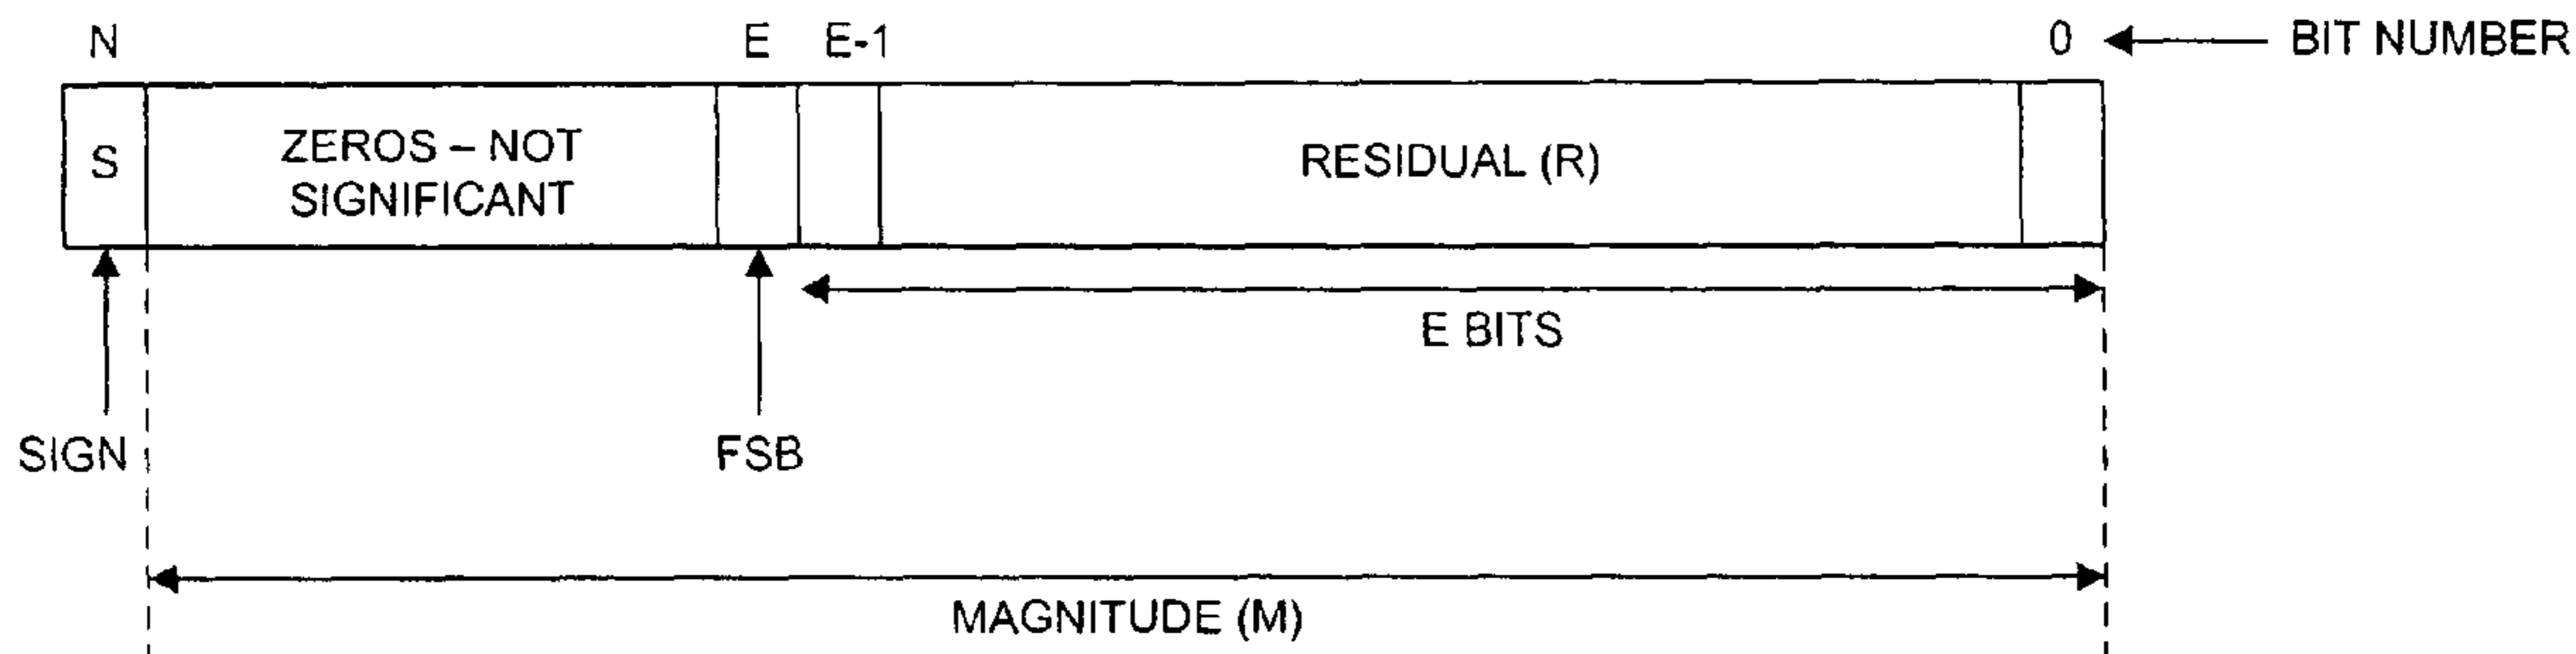 N E E-1 0 BIT NUMBER
S
ZEROS – NOT
SIGNIFICANT
RESIDUAL (R)
E BITS
SIGN
FSB
MAGNITUDE (M)